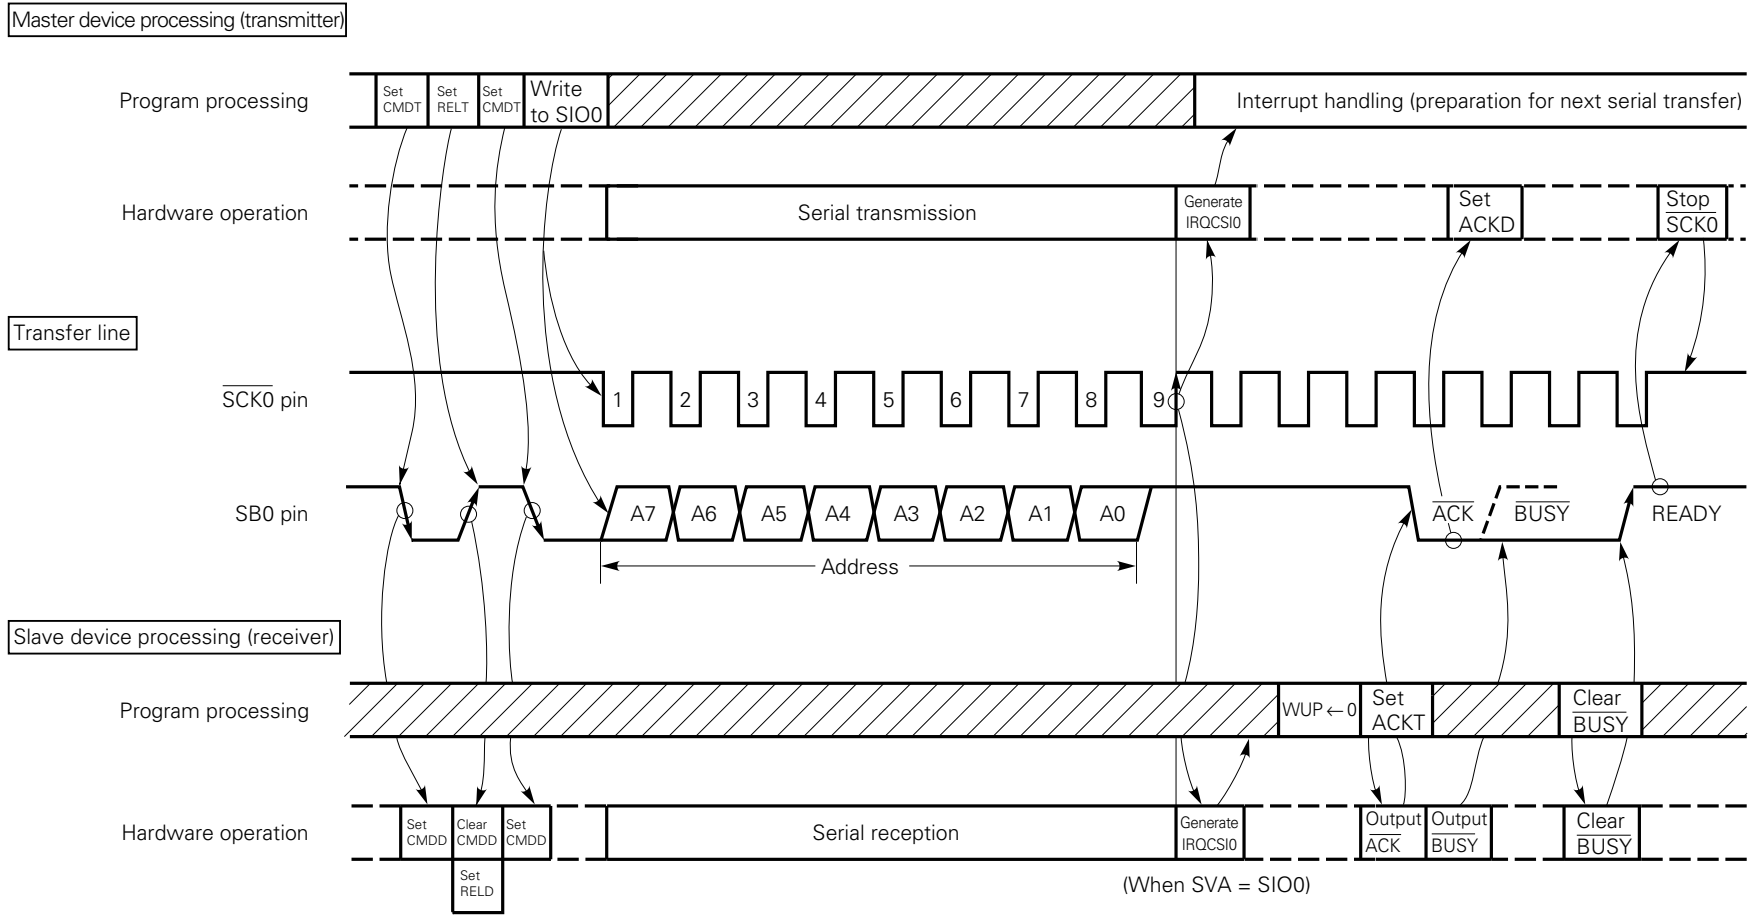 Master device processing (transmitter)
Program processing
Set
CMDT
Set
RELT
Set
CMDT
Write
to SIO0
Interrupt handling (preparation for next serial transfer)
Hardware operation
Serial transmission
Generate
IRQCSI0
Set
ACKD
Stop
SCK0
Transfer line
SCK0 pin
1 2 3 4 5 6 7 8 9
SB0 pin
A7 A6 A5 A4 A3 A2 A1 A0
ACK BUSY READY
Address
Slave device processing (receiver)
Program processing
WUP ← 0
Set
ACKT
Clear
BUSY
Hardware operation
Set
CMDD
Clear
CMDD
Set
CMDD
Serial reception
Generate
IRQCSI0
Output
ACK
Output
BUSY
Clear
BUSY
Set
RELD
(When SVA = SIO0)